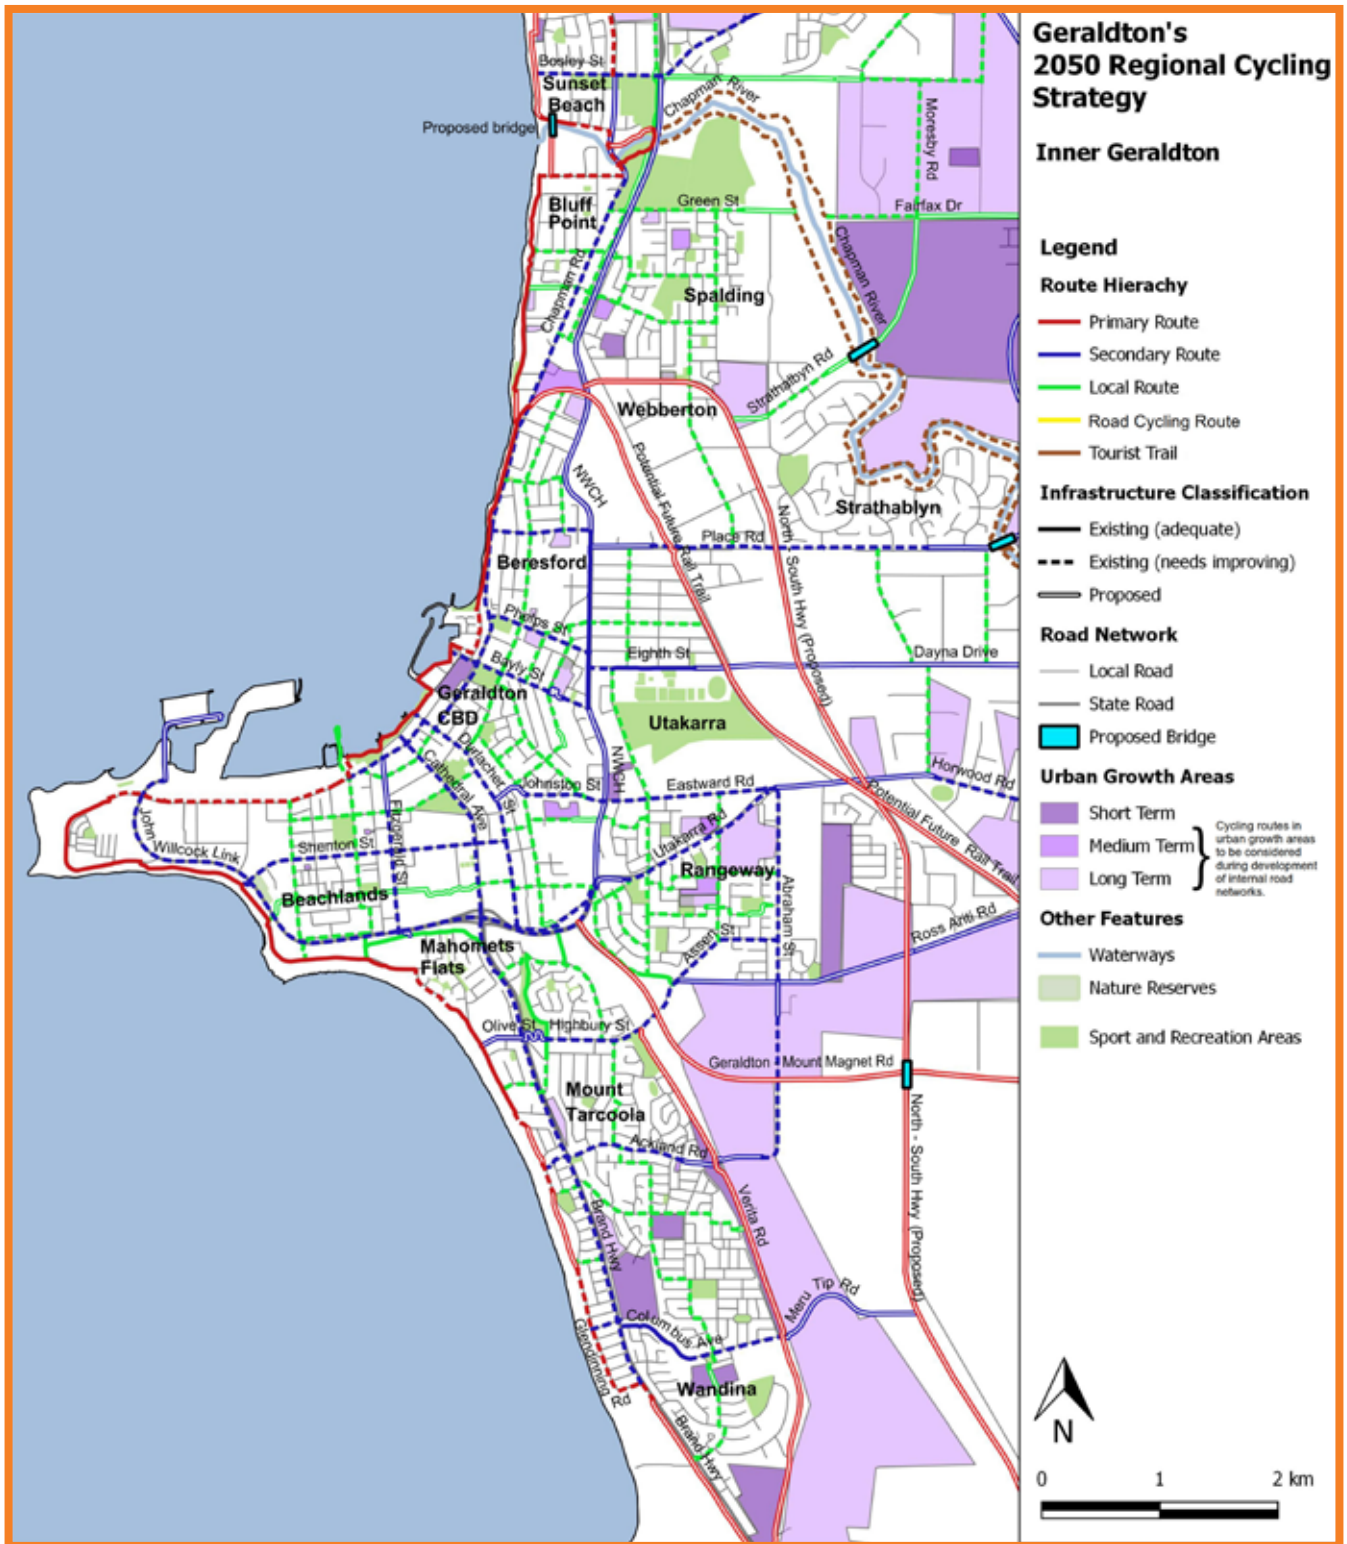 Geraldton's
2050 Regional Cycling
Strategy
Inner Geraldton
Legend
Route Hierachy
Primary Route
Secondary Route
Local Route
Road Cycling Route
Tourist Trail
Infrastructure Classification
Existing (adequate)
Existing (needs improving)
Proposed
Road Network
Local Road
State Road
Proposed Bridge
Urban Growth Areas
Short Term
Medium Term
Long Term
Cycling routes in
urban growth areas
to be considered
during development
of internal road
networks.
Other Features
Waterways
Nature Reserves
Sport and Recreation Areas
N
0 1 2 km
Bosley St
Sunset
Beach
Chapman River
Proposed bridge
Moresby Rd
Bluff
Point
Green St
Fairfax Dr
Chapman River
Chapman Rd
Spalding
Strathalbyn Rd
Webberton
Potential Future Rail Trail
NWCH
Strathablyn
North - South Hwy (Proposed)
Place Rd
Beresford
Phelps St
Eighth St
Dayna Drive
Bayly St
Geraldton
CBD
Utakarra
Durlacher St
Cathedral Ave
Johnston St
NWCH
Eastward Rd
Horwood Rd
Potential Future Rail Trail
John Willcock Link
Fitzgerald St
Shenton St
Utakarra Rd
Rangeway
Abraham St
Beachlands
Ross Anti Rd
Assen St
Mahomets
Flats
Olive St
Highbury St
Geraldton - Mount Magnet Rd
Mount
Tarcoola
Ackland Rd
North - South Hwy (Proposed)
Verita Rd
Brand Hwy
Meru Tip Rd
Columbus Ave
Glendinning Rd
Wandina
Brand Hwy